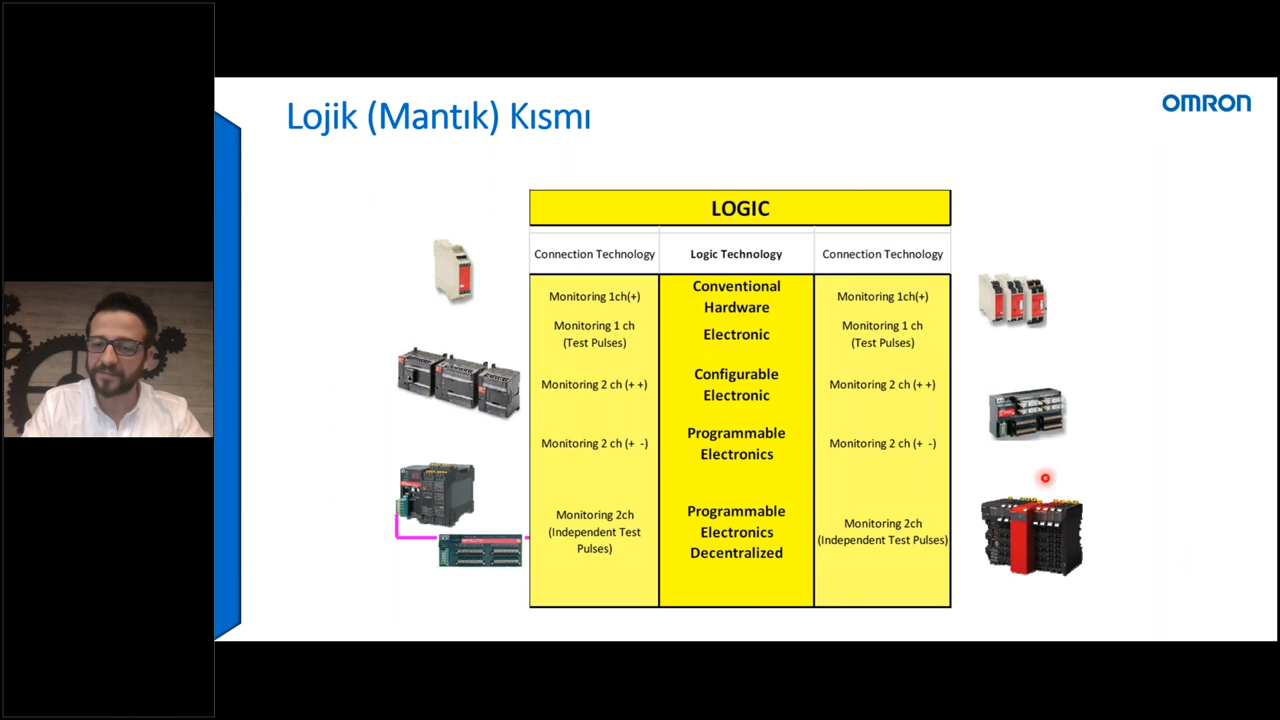 Lojik (Mantık) Kısmı
OMRON
LOGIC
Connection Technology
Logic Technology
Connection Technology
Monitoring 1ch(+)
Conventional
Hardware
Monitoring 1ch(+)
Monitoring 1 ch
(Test Pulses)
Electronic
Monitoring 1 ch
(Test Pulses)
Monitoring 2 ch (+ +)
Configurable
Electronic
Monitoring 2 ch (+ +)
Monitoring 2 ch (+  -)
Programmable
Electronics
Monitoring 2 ch (+  -)
Monitoring 2ch
(Independent Test
Pulses)
Programmable
Electronics
Decentralized
Monitoring 2ch
(Independent Test Pulses)